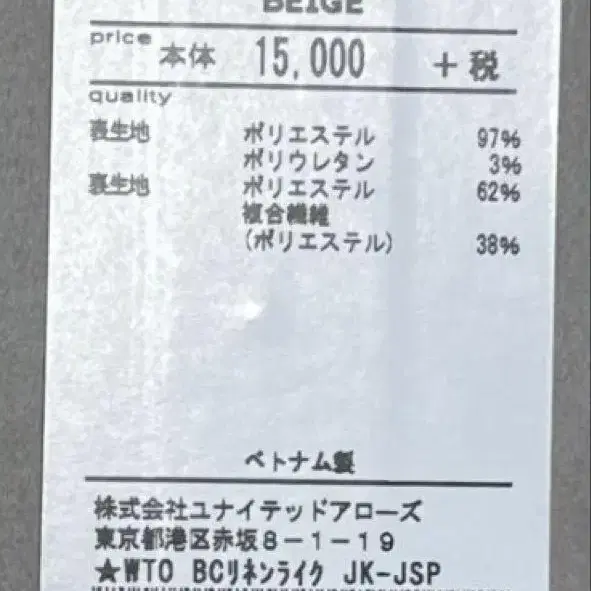 BEIGE
price 本体 15,000 +税
quality
表生地 ポリエステル 97%
ポリウレタン 3%
裏生地 ポリエステル 62%
複合繊維
(ポリエステル) 38%
ベトナム製
株式会社ユナイテッドアローズ
東京都港区赤坂8-1-19
★WTO BCリネンライク JK-JSP